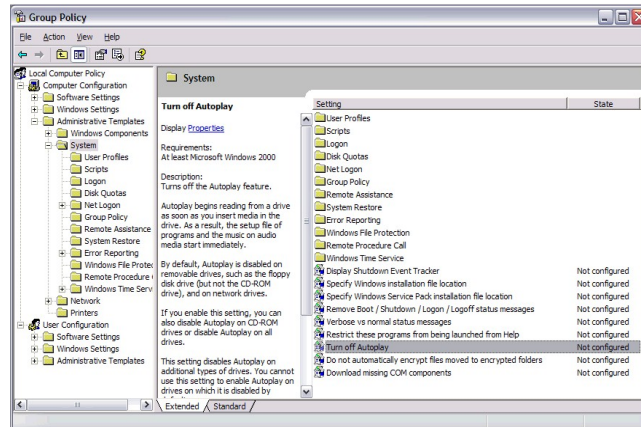 Group Policy
File Action View Help
Local Computer Policy
Computer Configuration
Software Settings
Windows Settings
Administrative Templates
Windows Components
System
User Profiles
Scripts
Logon
Disk Quotas
Net Logon
Group Policy
Remote Assistance
System Restore
Error Reporting
Windows File Protec
Remote Procedure
Windows Time Serv
Network
Printers
User Configuration
Software Settings
Windows Settings
Administrative Templates
System
Turn off Autoplay
Display Properties
Requirements:
At least Microsoft Windows 2000
Description:
Turns off the Autoplay feature.
Autoplay begins reading from a drive
as soon as you insert media in the
drive. As a result, the setup file of
programs and the music on audio
media start immediately.
By default, Autoplay is disabled on
removable drives, such as the floppy
disk drive (but not the CD-ROM
drive), and on network drives.
If you enable this setting, you can
also disable Autoplay on CD-ROM
drives or disable Autoplay on all
drives.
This setting disables Autoplay on
additional types of drives. You cannot
use this setting to enable Autoplay on
drives on which it is disabled by
Setting State
User Profiles
Scripts
Logon
Disk Quotas
Net Logon
Group Policy
Remote Assistance
System Restore
Error Reporting
Windows File Protection
Remote Procedure Call
Windows Time Service
Display Shutdown Event Tracker Not configured
Specify Windows installation file location Not configured
Specify Windows Service Pack installation file location Not configured
Remove Boot / Shutdown / Logon / Logoff status messages Not configured
Verbose vs normal status messages Not configured
Restrict these programs from being launched from Help Not configured
Turn off Autoplay Not configured
Do not automatically encrypt files moved to encrypted folders Not configured
Download missing COM components Not configured
Extended Standard